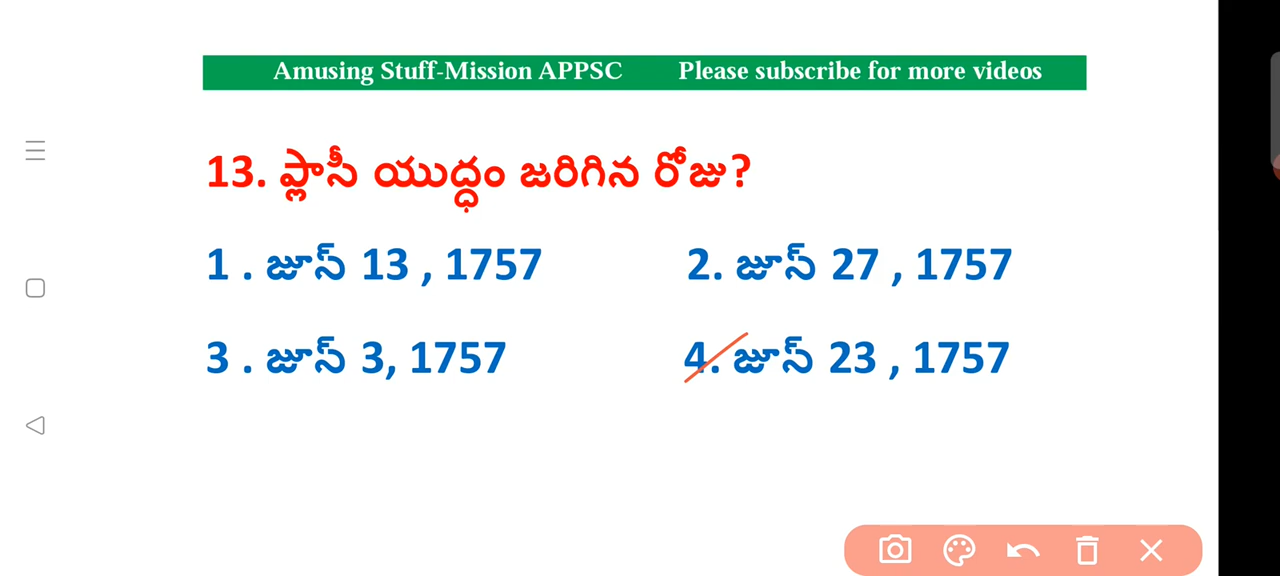 Amusing Stuff-Mission APPSC Please subscribe for more videos
13. ప్లాసీ యుద్ధం జరిగిన రోజు?
1 . జూన్ 13 , 1757 2. జూన్ 27 , 1757
3 . జూన్ 3, 1757 4. జూన్ 23 , 1757